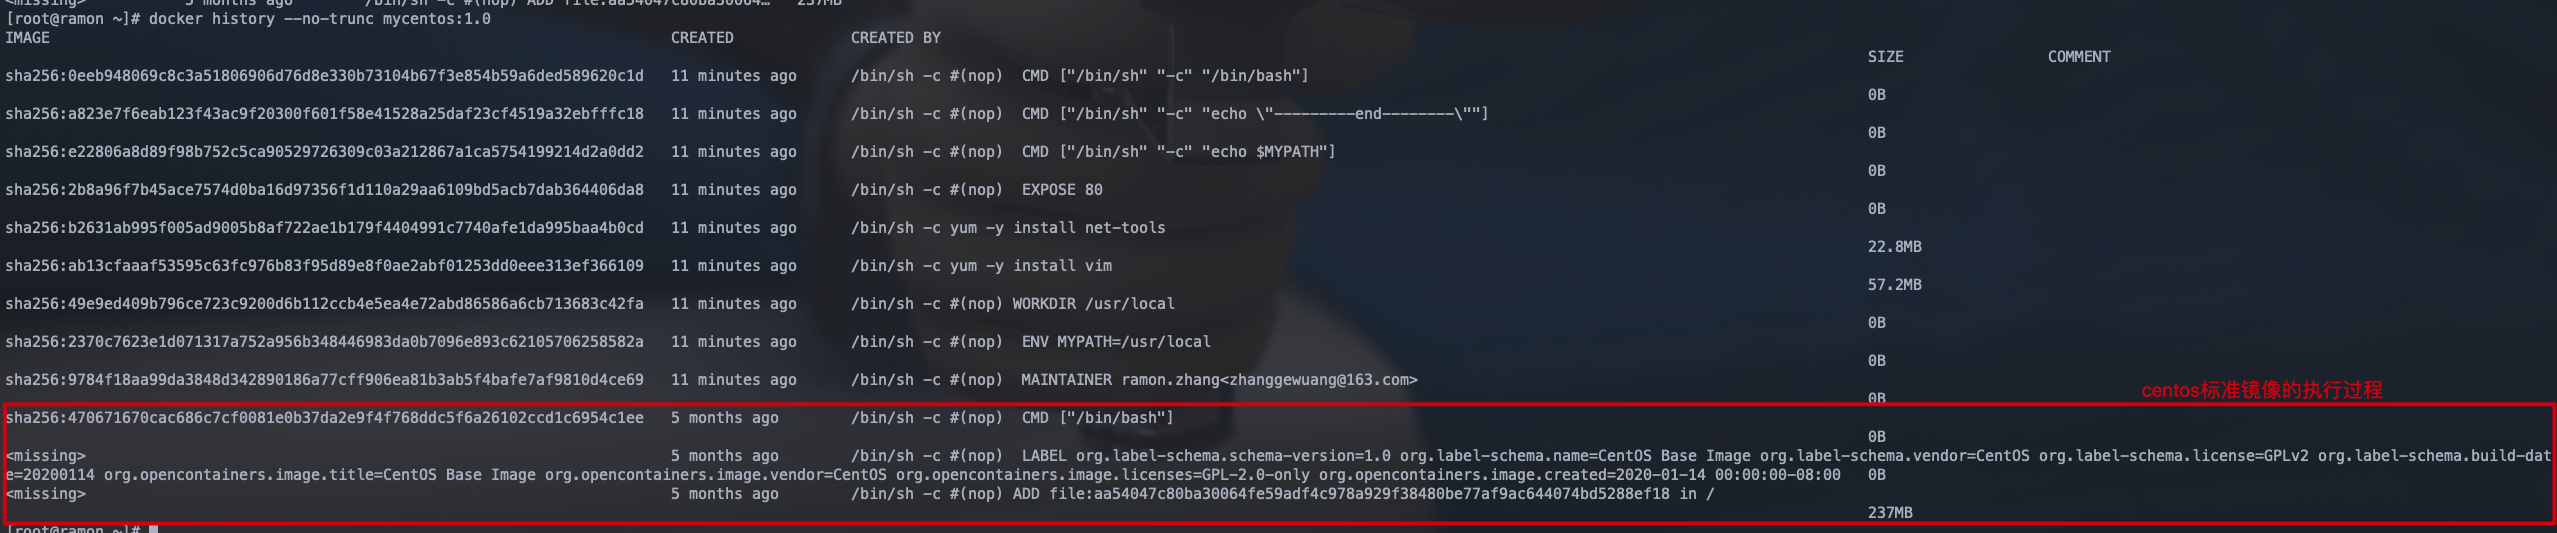 <missing> 5 months ago /bin/sh -c #(nop) ADD file:aa54047c80ba30064… 237MB
[root@ramon ~]# docker history --no-trunc mycentos:1.0
IMAGE CREATED CREATED BY
SIZE COMMENT
sha256:0eeb948069c8c3a51806906d76d8e330b73104b67f3e854b59a6ded589620c1d 11 minutes ago /bin/sh -c #(nop) CMD ["/bin/sh" "-c" "/bin/bash"]
0B
sha256:a823e7f6eab123f43ac9f20300f601f58e41528a25daf23cf4519a32ebfffc18 11 minutes ago /bin/sh -c #(nop) CMD ["/bin/sh" "-c" "echo \"---------end--------\""]
0B
sha256:e22806a8d89f98b752c5ca90529726309c03a212867a1ca5754199214d2a0dd2 11 minutes ago /bin/sh -c #(nop) CMD ["/bin/sh" "-c" "echo $MYPATH"]
0B
sha256:2b8a96f7b45ace7574d0ba16d97356f1d110a29aa6109bd5acb7dab364406da8 11 minutes ago /bin/sh -c #(nop) EXPOSE 80
0B
sha256:b2631ab995f005ad9005b8af722ae1b179f4404991c7740afe1da995baa4b0cd 11 minutes ago /bin/sh -c yum -y install net-tools
22.8MB
sha256:ab13cfaaaf53595c63fc976b83f95d89e8f0ae2abf01253dd0eee313ef366109 11 minutes ago /bin/sh -c yum -y install vim
57.2MB
sha256:49e9ed409b796ce723c9200d6b112ccb4e5ea4e72abd86586a6cb713683c42fa 11 minutes ago /bin/sh -c #(nop) WORKDIR /usr/local
0B
sha256:2370c7623e1d071317a752a956b348446983da0b7096e893c62105706258582a 11 minutes ago /bin/sh -c #(nop) ENV MYPATH=/usr/local
0B
sha256:9784f18aa99da3848d342890186a77cff906ea81b3ab5f4bafe7af9810d4ce69 11 minutes ago /bin/sh -c #(nop) MAINTAINER ramon.zhang<zhanggewuang@163.com>
centos标准镜像的执行过程
0B
sha256:470671670cac686c7cf0081e0b37da2e9f4f768ddc5f6a26102ccd1c6954c1ee 5 months ago /bin/sh -c #(nop) CMD ["/bin/bash"]
0B
<missing> 5 months ago /bin/sh -c #(nop) LABEL org.label-schema.schema-version=1.0 org.label-schema.name=CentOS Base Image org.label-schema.vendor=CentOS org.label-schema.license=GPLv2 org.label-schema.build-dat
e=20200114 org.opencontainers.image.title=CentOS Base Image org.opencontainers.image.vendor=CentOS org.opencontainers.image.licenses=GPL-2.0-only org.opencontainers.image.created=2020-01-14 00:00:00-08:00 0B
<missing> 5 months ago /bin/sh -c #(nop) ADD file:aa54047c80ba30064fe59adf4c978a929f38480be77af9ac644074bd5288ef18 in /
237MB
[root@ramon ~]#